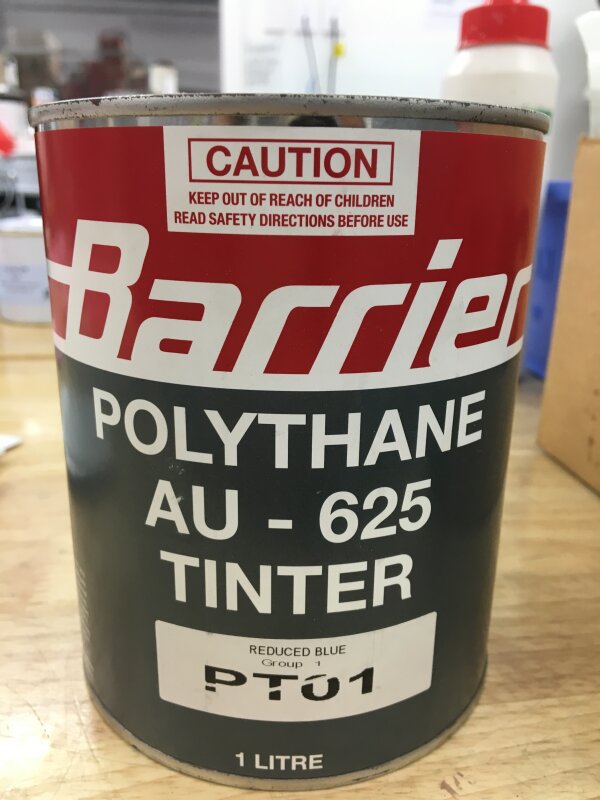 CAUTION
KEEP OUT OF REACH OF CHILDREN
READ SAFETY DIRECTIONS BEFORE USE
Barrier
POLYTHANE
AU - 625
TINTER
REDUCED BLUE
Group 1
PT01
1 LITRE